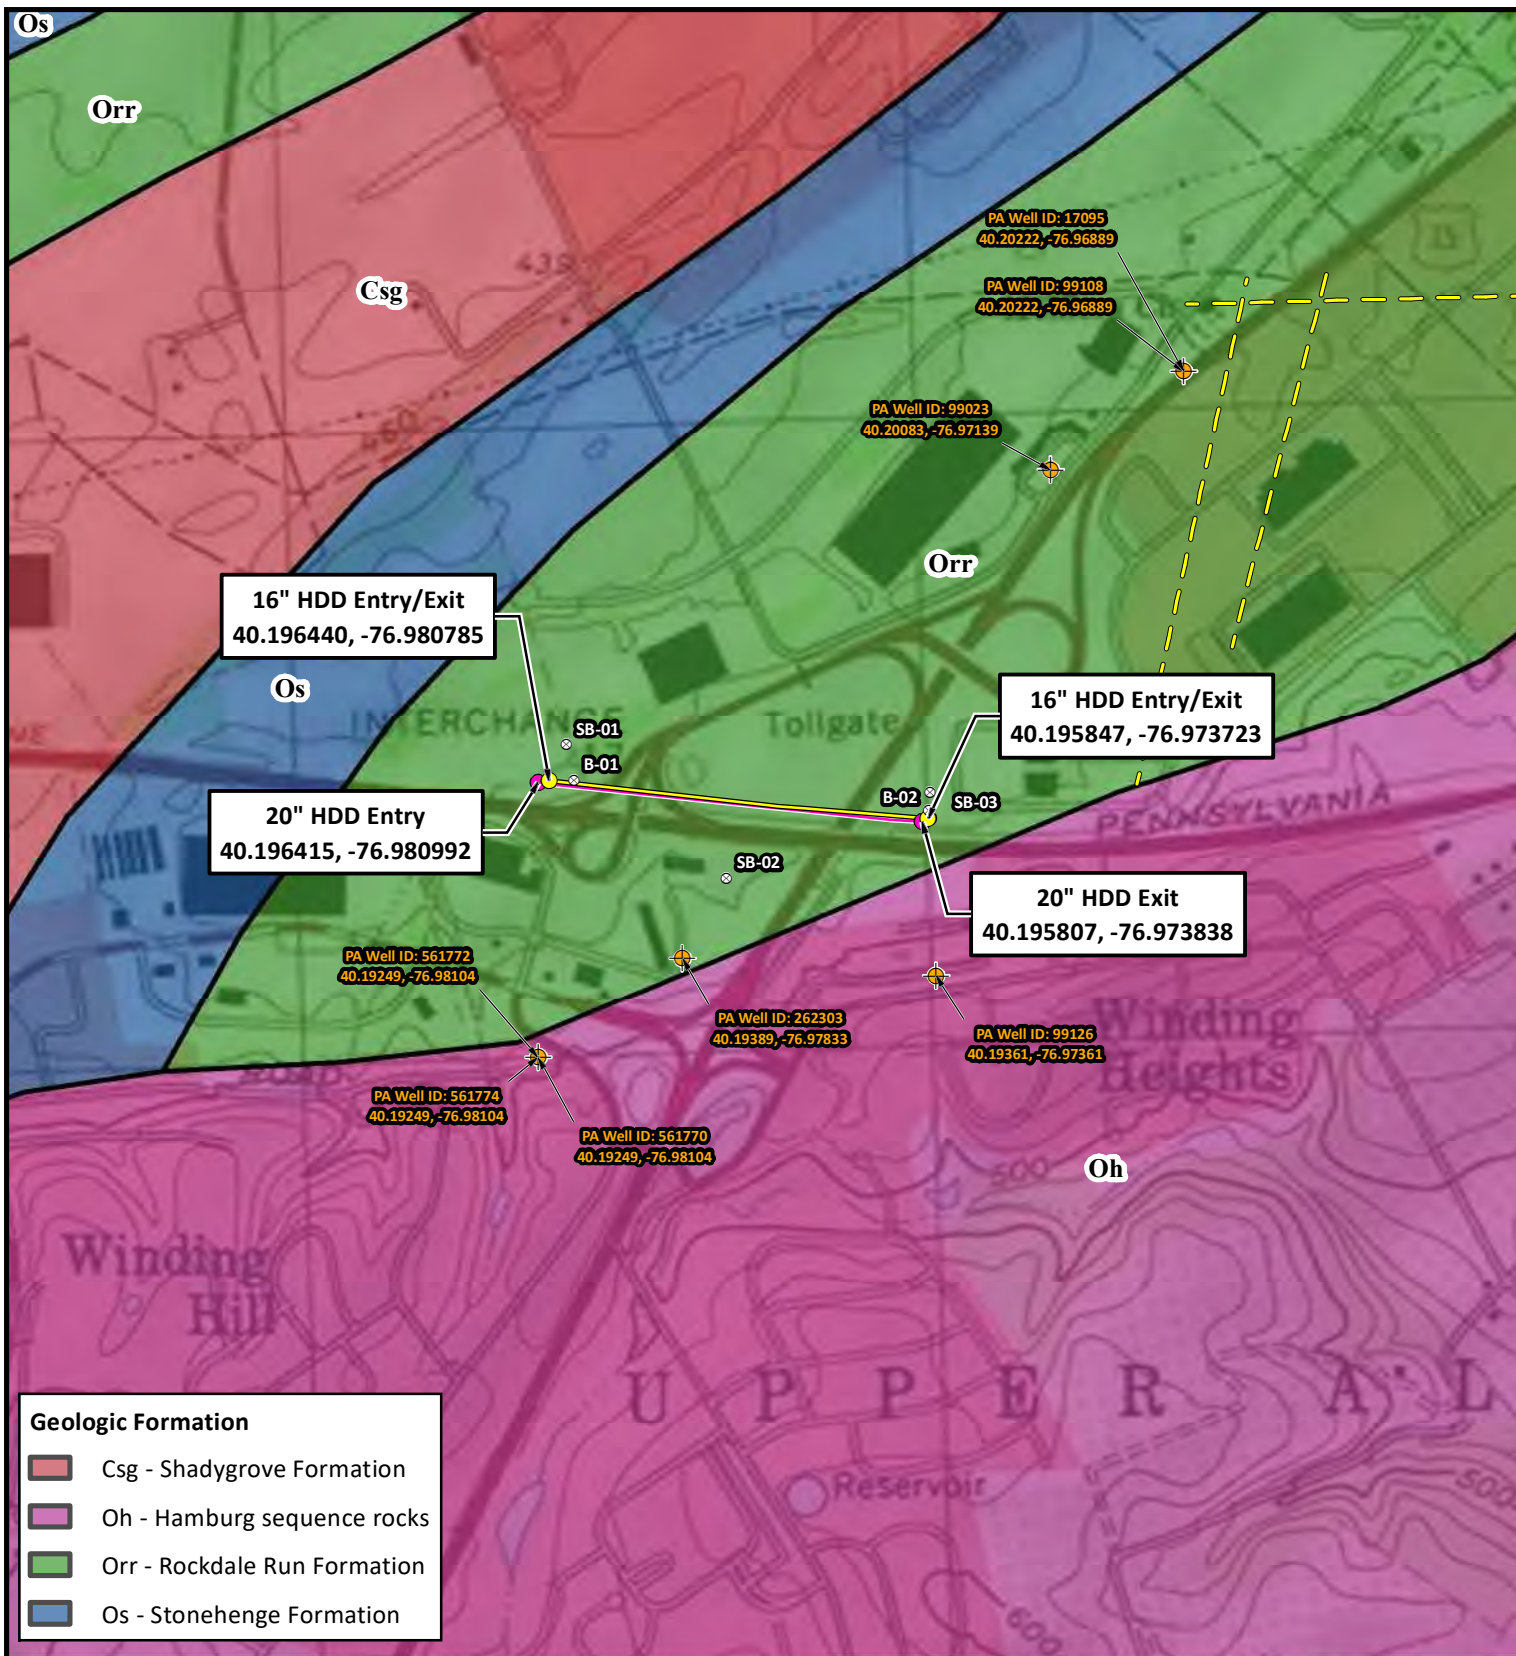 Os
Orr
PA Well ID: 17095
40.20222, -76.96889
439
Csg
PA Well ID: 99108
40.20222, -76.96889
15
PA Well ID: 99023
40.20083, -76.97139
460
Orr
16" HDD Entry/Exit
40.196440, -76.980785
Os
16" HDD Entry/Exit
40.195847, -76.973723
INTERCHANGE
Tollgate
SB-01
B-01
B-02
SB-03
PENNSYLVANIA
20" HDD Entry
40.196415, -76.980992
SB-02
20" HDD Exit
40.195807, -76.973838
PA Well ID: 561772
40.19249, -76.98104
PA Well ID: 262303
40.19389, -76.97833
PA Well ID: 99126
40.19361, -76.97361
Winding
Heights
PA Well ID: 561774
40.19249, -76.98104
PA Well ID: 561770
40.19249, -76.98104
500
Oh
Winding
Hill
UPPER AL
Reservoir
500
600
Geologic Formation
Csg - Shadygrove Formation
Oh - Hamburg sequence rocks
Orr - Rockdale Run Formation
Os - Stonehenge Formation